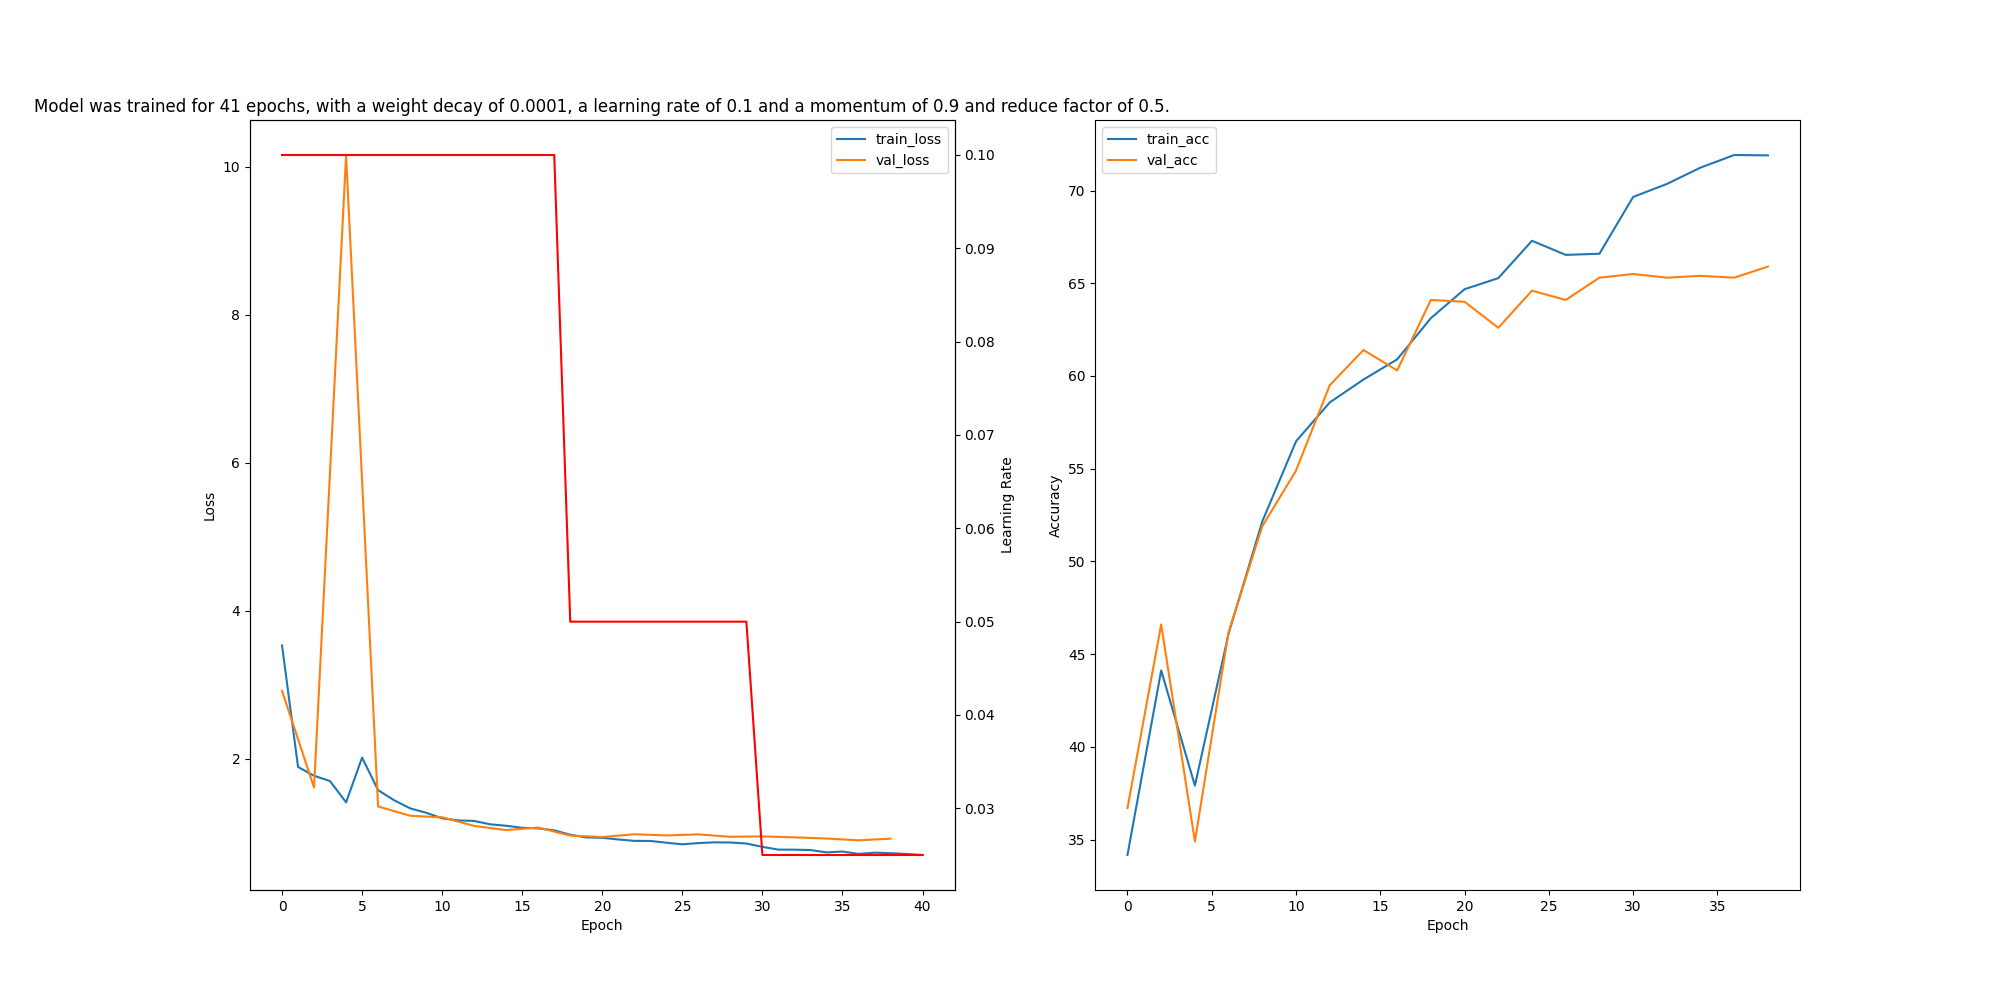 Model was trained for 41 epochs, with a weight decay of 0.0001, a learning rate of 0.1 and a momentum of 0.9 and reduce factor of 0.5.
train_loss
val_loss
10
8
6
4
2
Loss
0 5 10 15 20 25 30 35 40
Epoch
0.10
0.09
0.08
0.07
0.06
0.05
0.04
0.03
Learning Rate
train_acc
val_acc
70
65
60
55
50
45
40
35
Accuracy
0 5 10 15 20 25 30 35
Epoch